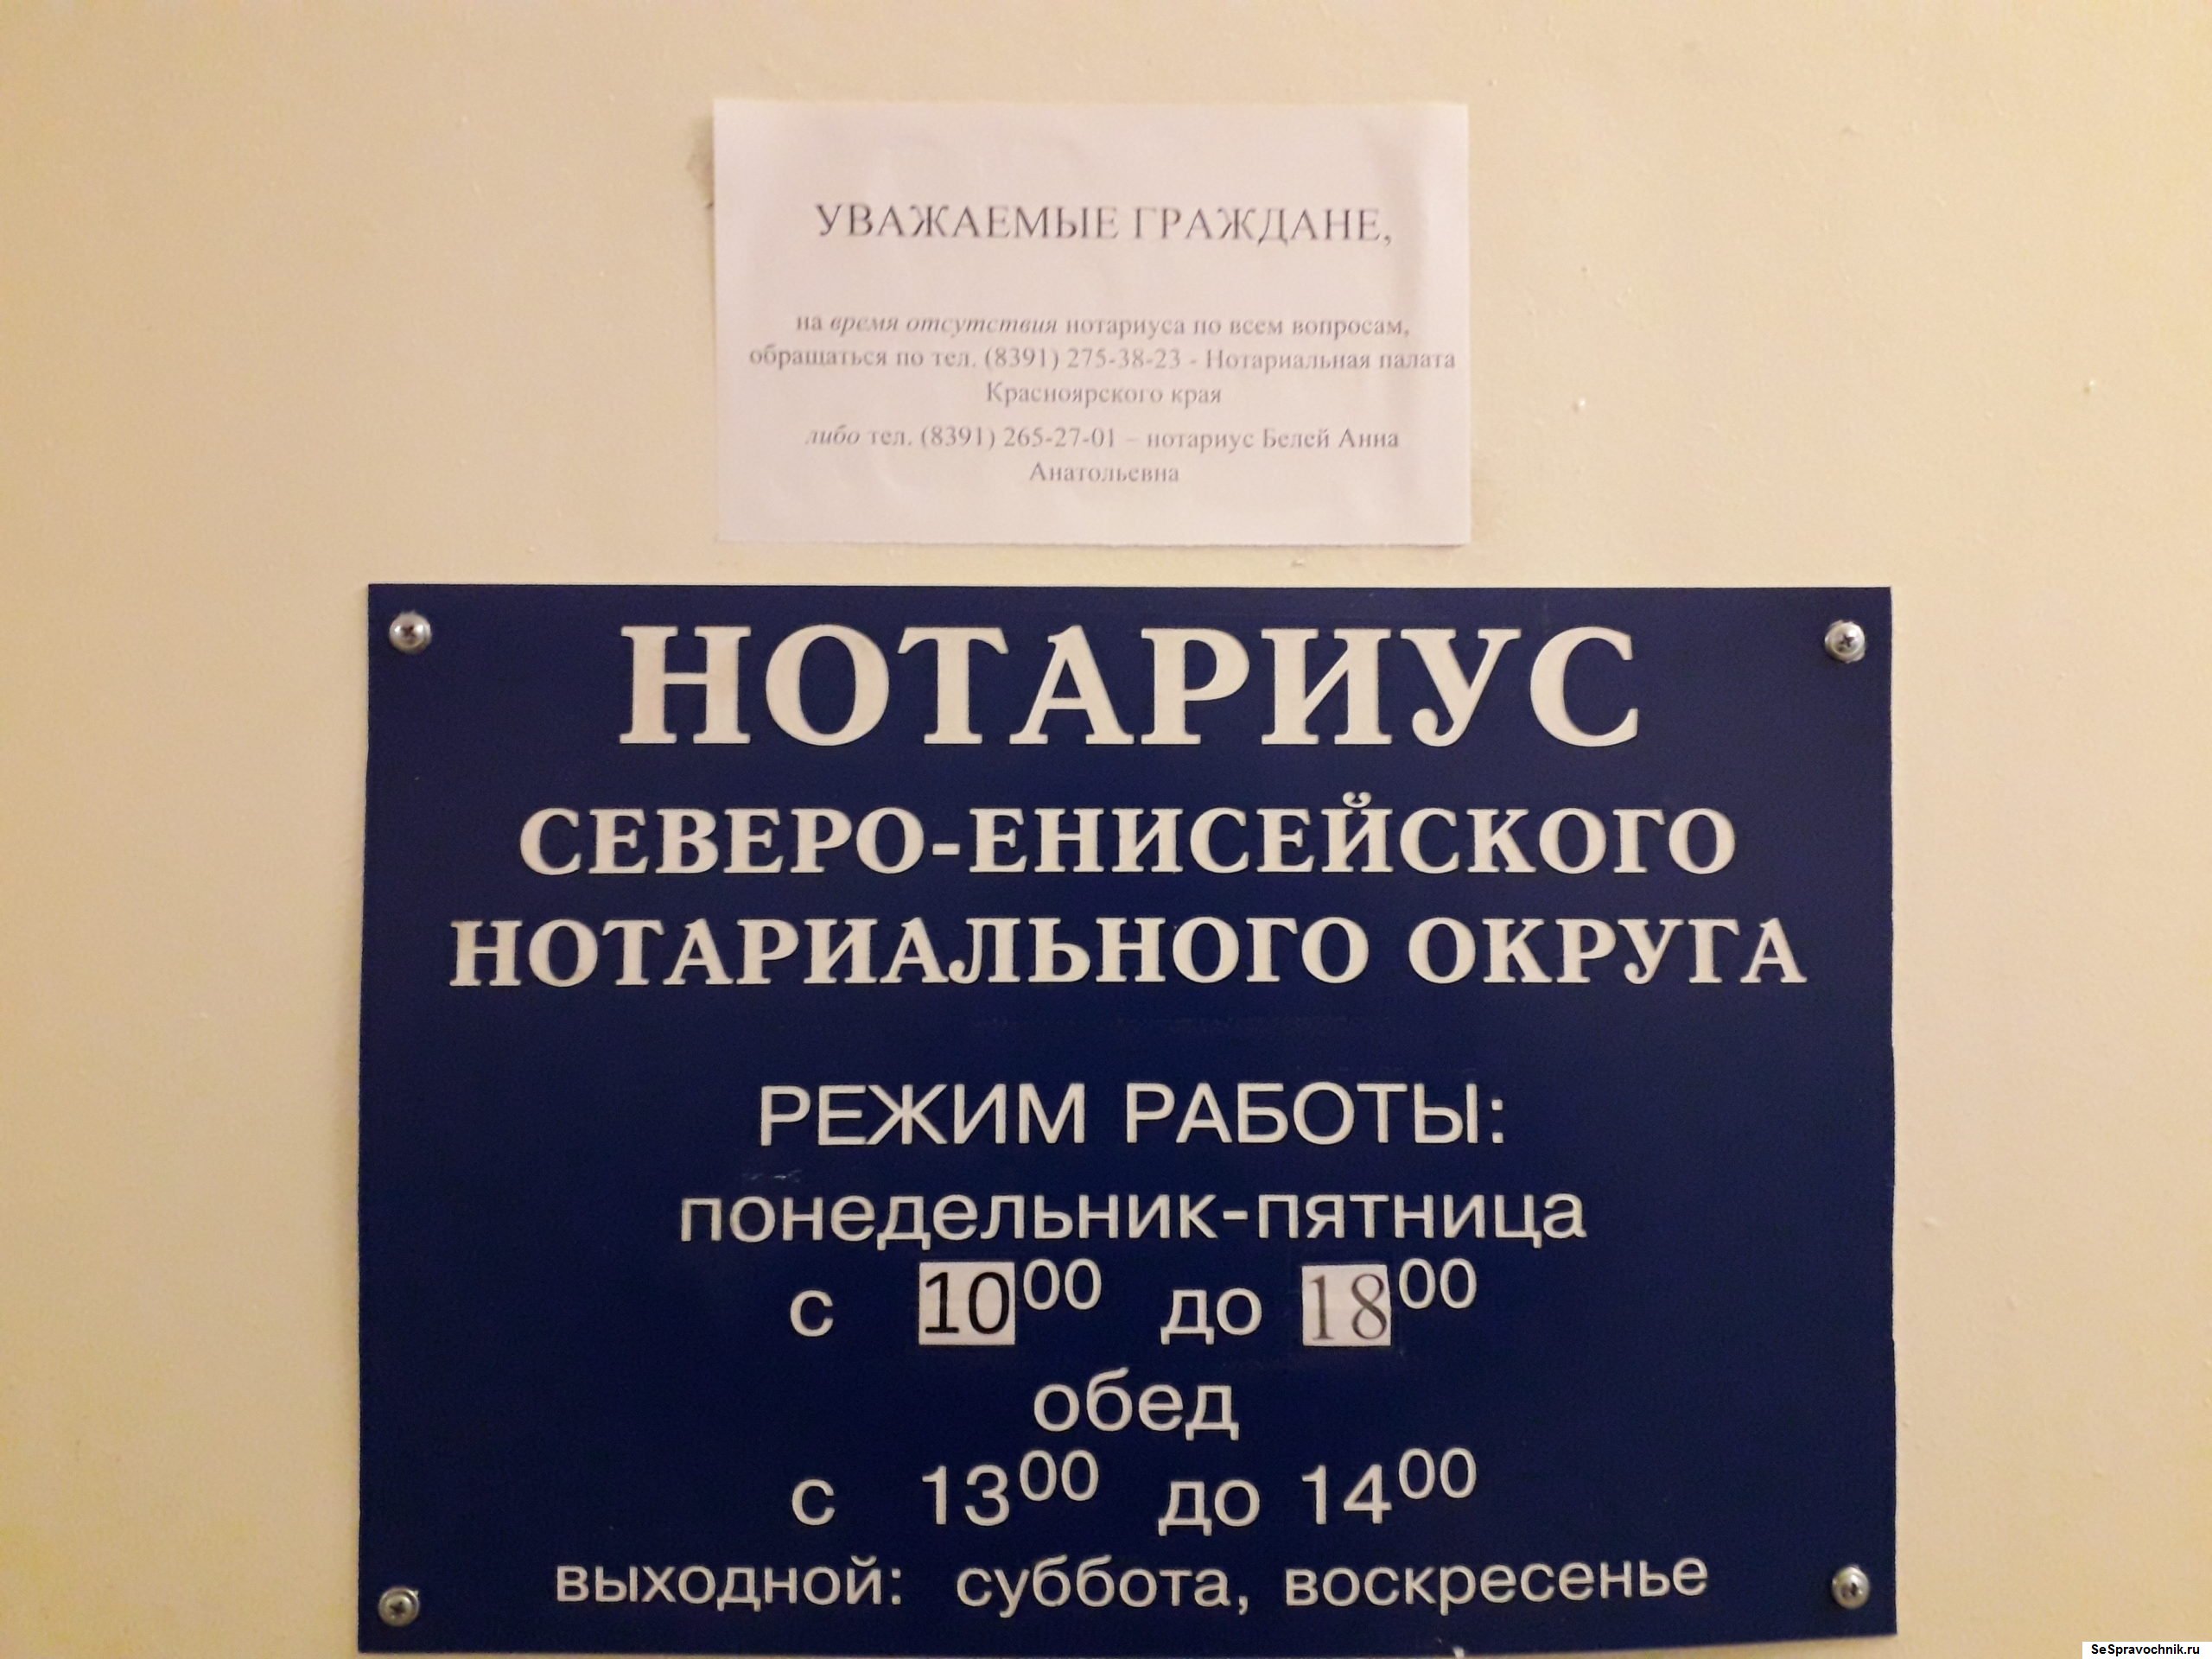 УВАЖАЕМЫЕ ГРАЖДАНЕ,
на время отсутствия нотариуса по всем вопросам,
обращаться по тел. (8391) 275-38-23 - Нотариальная палата
Красноярского края
либо тел. (8391) 265-27-01 – нотариус Белей Анна
Анатольевна
НОТАРИУС
СЕВЕРО-ЕНИСЕЙСКОГО
НОТАРИАЛЬНОГО ОКРУГА
РЕЖИМ РАБОТЫ:
понедельник-пятница
с 10⁰⁰ до 18⁰⁰
обед
с 13⁰⁰ до 14⁰⁰
выходной: суббота, воскресенье
SeSpravochnik.ru